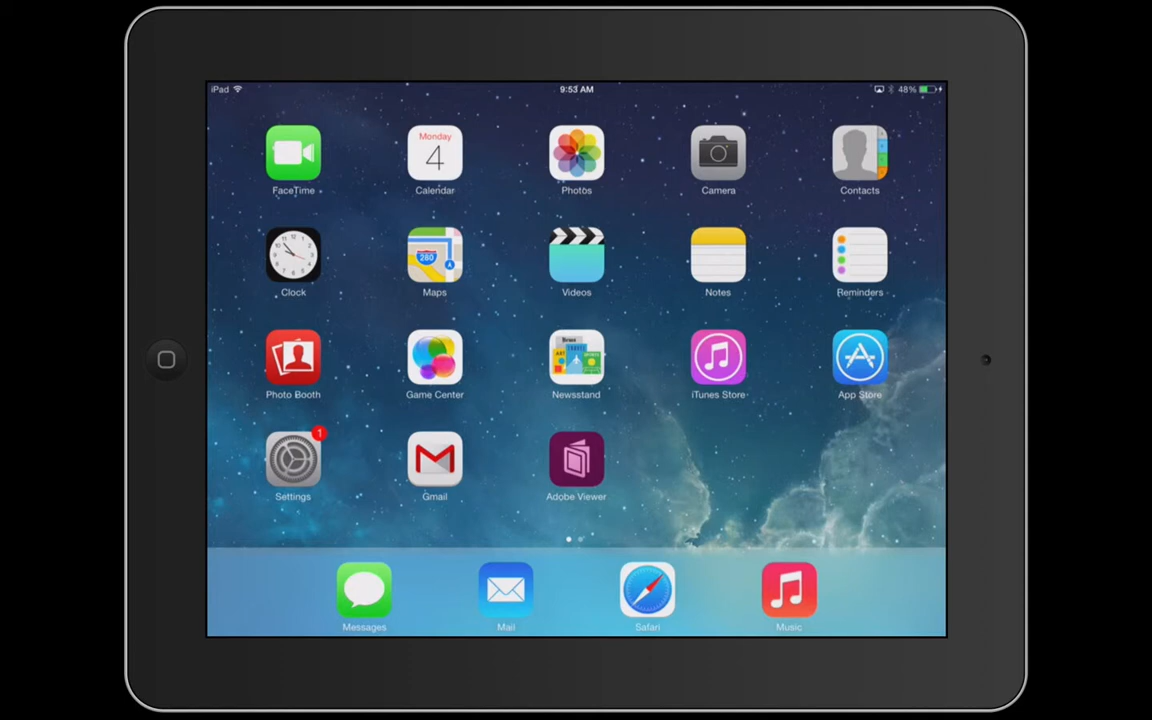 iPad 9:53 AM 48%
Monday
4
FaceTime Calendar Photos Camera Contacts
280
Clock Maps Videos Notes Reminders
Photo Booth Game Center Newsstand iTunes Store App Store
1
Settings Gmail Adobe Viewer
Messages Mail Safari Music